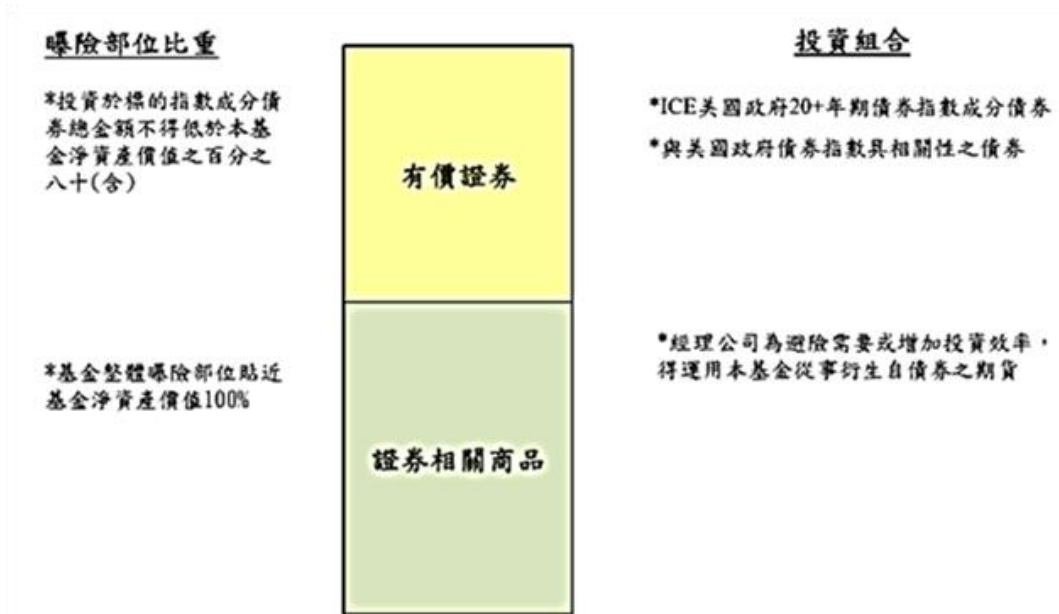 曝險部位比重
*投資於標的指數成分債
券總金額不得低於本基
金淨資產價值之百分之
八十(含)
*基金整體曝險部位貼近
基金淨資產價值100%
有價證券
證券相關商品
投資組合
*ICE美國政府20+年期債券指數成分債券
*與美國政府債券指數具相關性之債券
*經理公司為避險需要或增加投資效率，
得運用本基金從事衍生自債券之期貨